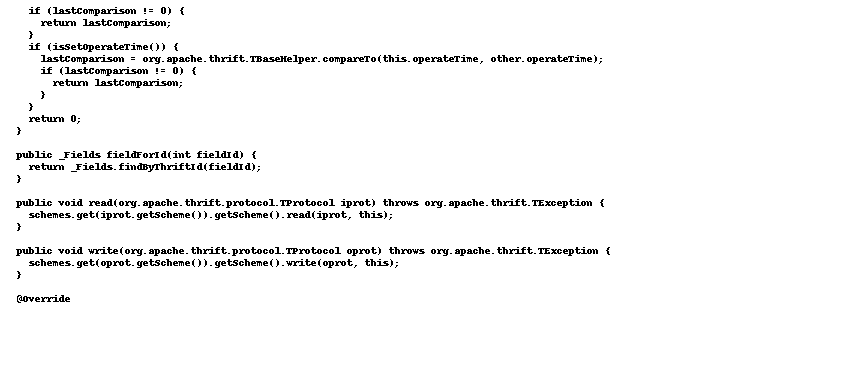 if (lastComparison != 0) {
return lastComparison;
}
if (isSetOperateTime()) {
lastComparison = org.apache.thrift.TBaseHelper.compareTo(this.operateTime, other.operateTime);
if (lastComparison != 0) {
return lastComparison;
}
}
return 0;
}
public _Fields fieldForId(int fieldId) {
return _Fields.findByThriftId(fieldId);
}
public void read(org.apache.thrift.protocol.TProtocol iprot) throws org.apache.thrift.TException {
schemes.get(iprot.getScheme()).getScheme().read(iprot, this);
}
public void write(org.apache.thrift.protocol.TProtocol oprot) throws org.apache.thrift.TException {
schemes.get(oprot.getScheme()).getScheme().write(oprot, this);
}
@Override